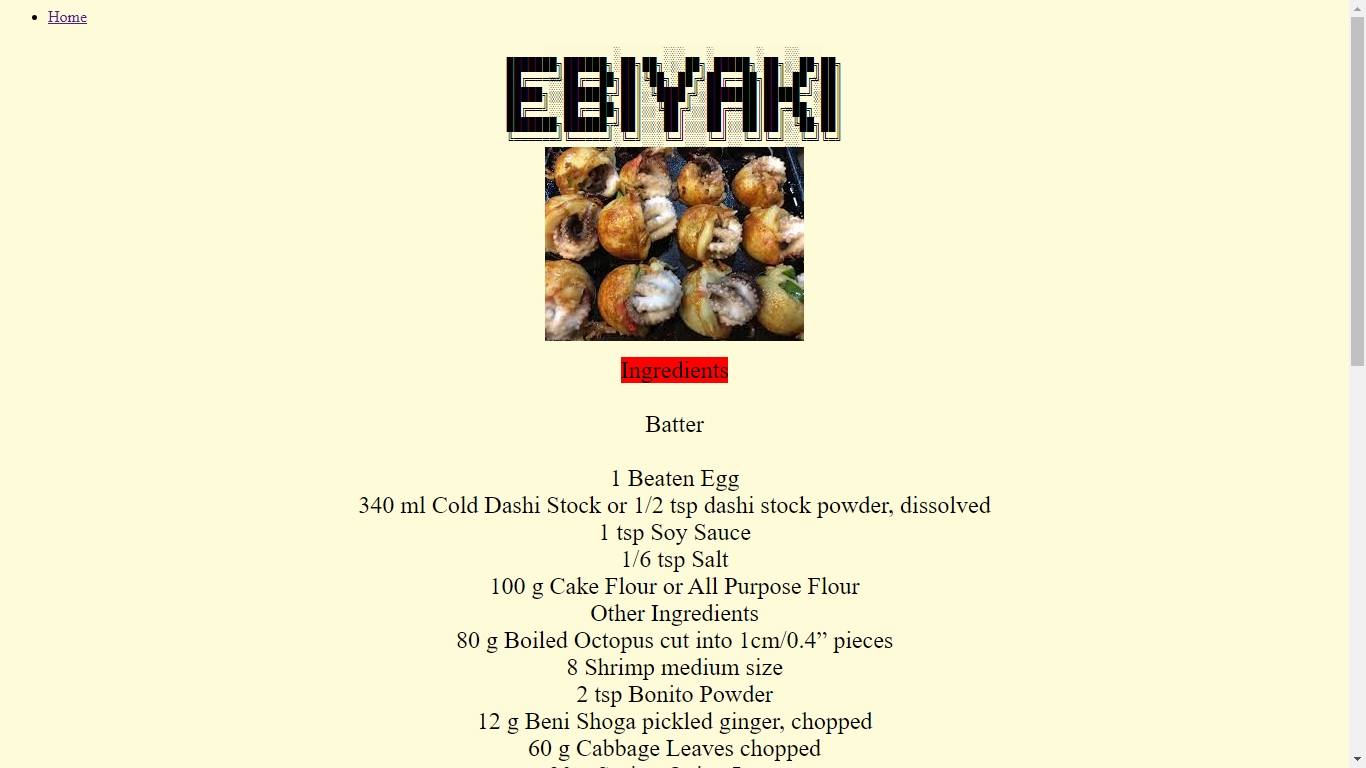 Home
EBIYAKI
Ingredients
Batter
1 Beaten Egg
340 ml Cold Dashi Stock or 1/2 tsp dashi stock powder, dissolved
1 tsp Soy Sauce
1/6 tsp Salt
100 g Cake Flour or All Purpose Flour
Other Ingredients
80 g Boiled Octopus cut into 1cm/0.4” pieces
8 Shrimp medium size
2 tsp Bonito Powder
12 g Beni Shoga pickled ginger, chopped
60 g Cabbage Leaves chopped